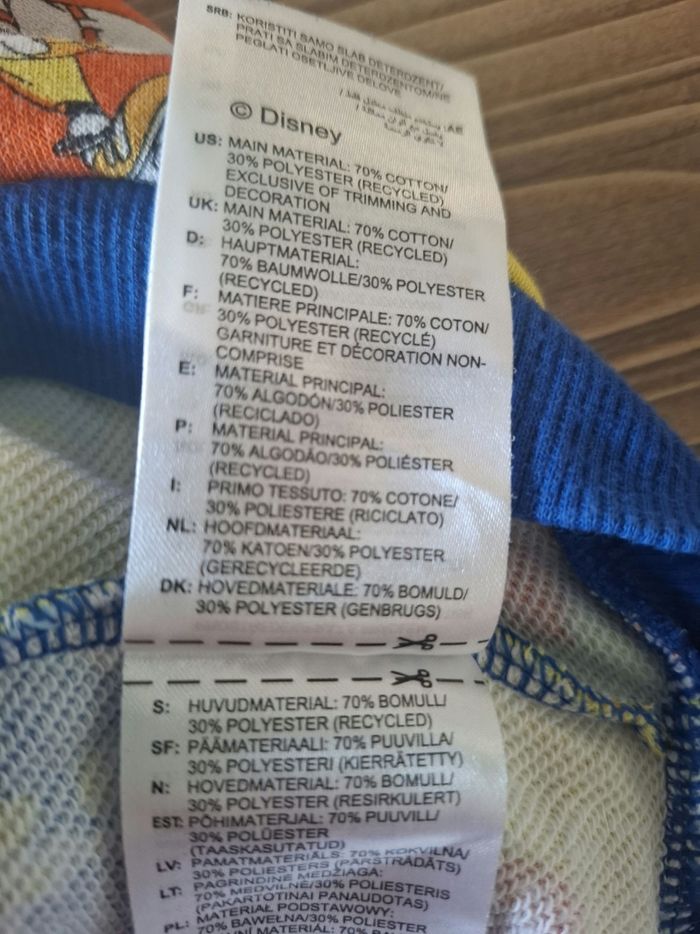 SRB: KORISTITI SAMO SLAB DETERDZENT/
PRATI SA SLABIM DETERDZENTOM/NE
PEGLATI OSETLJIVE DELOVE
© Disney
US: MAIN MATERIAL: 70% COTTON/
30% POLYESTER (RECYCLED)
EXCLUSIVE OF TRIMMING AND
DECORATION
UK: MAIN MATERIAL: 70% COTTON/
30% POLYESTER (RECYCLED)
D: HAUPTMATERIAL:
70% BAUMWOLLE/30% POLYESTER
(RECYCLED)
F: MATIERE PRINCIPALE: 70% COTON/
30% POLYESTER (RECYCLÉ)
GARNITURE ET DÉCORATION NON-
COMPRISE
E: MATERIAL PRINCIPAL:
70% ALGODÓN/30% POLIESTER
(RECICLADO)
P: MATERIAL PRINCIPAL:
70% ALGODÃO/30% POLIÉSTER
(RECYCLED)
I: PRIMO TESSUTO: 70% COTONE/
30% POLIESTERE (RICICLATO)
NL: HOOFDMATERIAAL:
70% KATOEN/30% POLYESTER
(GERECYCLEERDE)
DK: HOVEDMATERIALE: 70% BOMULD/
30% POLYESTER (GENBRUGS)
S: HUVUDMATERIAL: 70% BOMULL/
30% POLYESTER (RECYCLED)
SF: PÄÄMATERIAALI: 70% PUUVILLA/
30% POLYESTERI (KIERRÄTETTY)
N: HOVEDMATERIAL: 70% BOMULL/
30% POLYESTER (RESIRKULERT)
EST: PÕHIMATERJAL: 70% PUUVILL/
30% POLÜESTER
(TAASKASUTATUD)
LV: PAMATMATERIĀLS: 70% KOKVILNA/
30% POLIESTERS (PĀRSTRĀDĀTS)
LT: PAGRINDINĖ MEDŽIAGA:
70% MEDVILNĖ/30% POLIESTERIS
(PAKARTOTINAI PANAUDOTAS)
PL: MATERIAŁ PODSTAWOWY:
70% BAWEŁNA/30% POLIESTER
MATERIÁL: 70% BAVLNA/